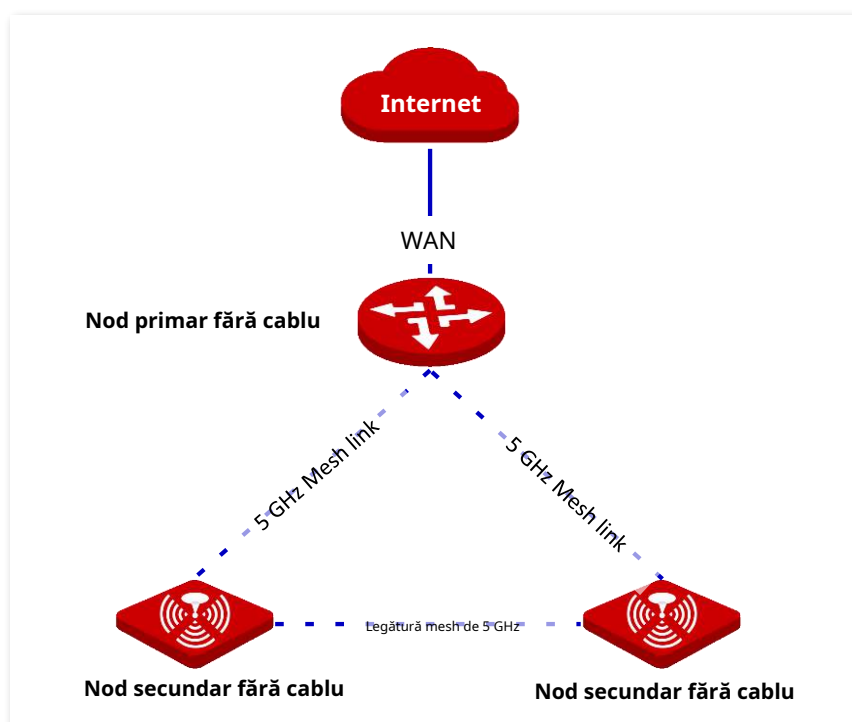 Internet
WAN
Nod primar fără cablu
5 GHz Mesh link
5 GHz Mesh link
Legătură mesh de 5 GHz
Nod secundar fără cablu
Nod secundar fără cablu